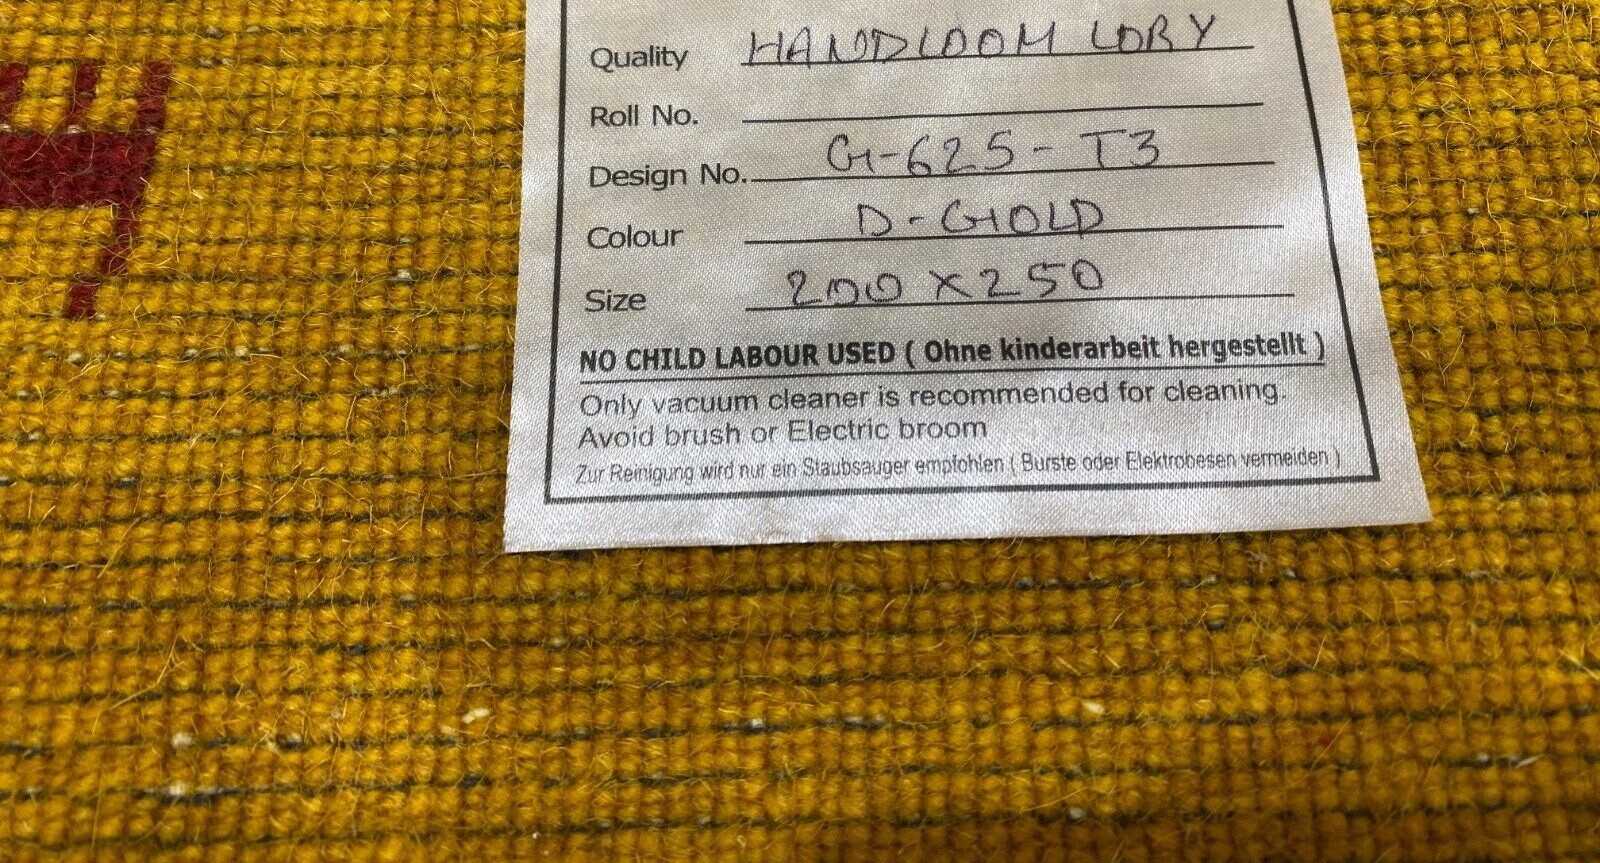 Quality HANDLOOM LORY
Roll No.
Design No. G-625-T3
Colour D-GOLD
Size 200X250
NO CHILD LABOUR USED ( Ohne kinderarbeit hergestellt )
Only vacuum cleaner is recommended for cleaning.
Avoid brush or Electric broom
Zur Reinigung wird nur ein Staubsauger empfohlen ( Burste oder Elektrobesen vermeiden )